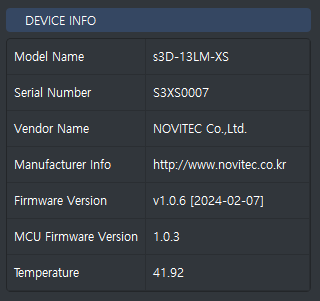 DEVICE INFO
Model Name s3D-13LM-XS
Serial Number S3XS0007
Vendor Name NOVITEC Co.,Ltd.
Manufacturer Info http://www.novitec.co.kr
Firmware Version v1.0.6 [2024-02-07]
MCU Firmware Version 1.0.3
Temperature 41.92